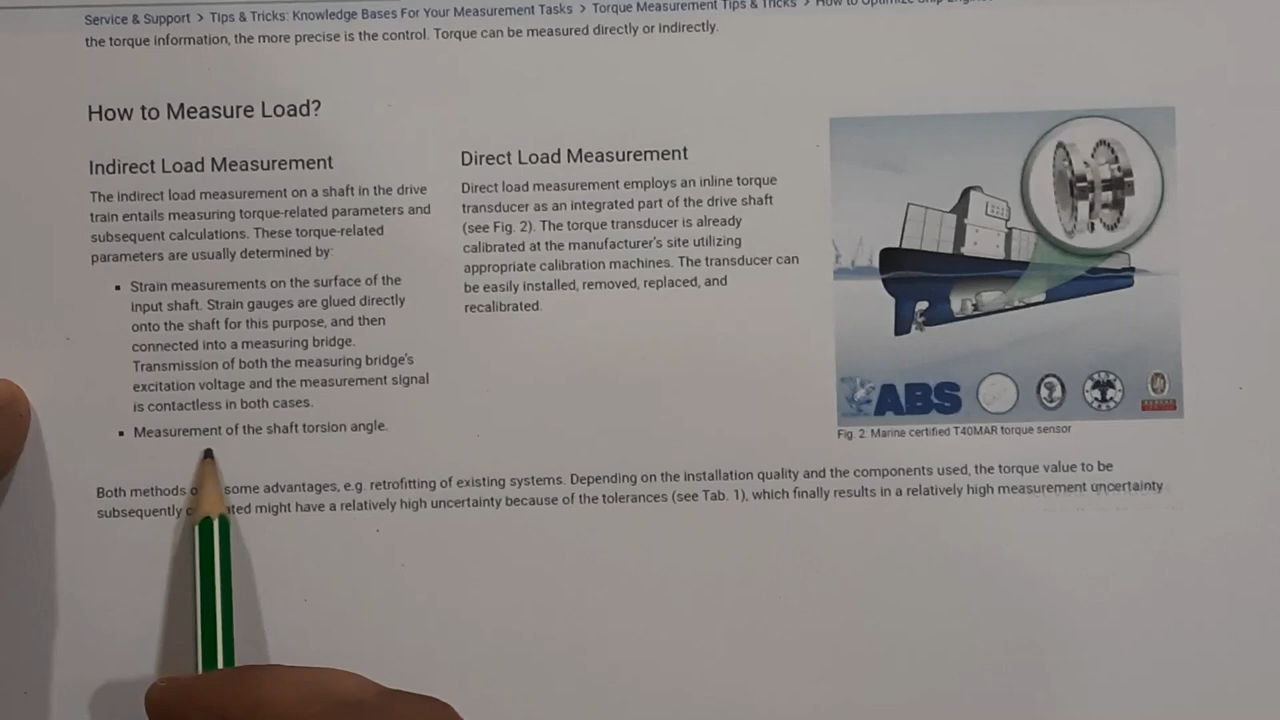 Service & Support > Tips & Tricks: Knowledge Bases For Your Measurement Tasks > Torque Measurement Tips & Tricks > How to Optimize Ship
the torque information, the more precise is the control. Torque can be measured directly or indirectly.
How to Measure Load?
Indirect Load Measurement
The indirect load measurement on a shaft in the drive
train entails measuring torque-related parameters and
subsequent calculations. These torque-related
parameters are usually determined by:
▪ Strain measurements on the surface of the
input shaft. Strain gauges are glued directly
onto the shaft for this purpose, and then
connected into a measuring bridge.
Transmission of both the measuring bridge's
excitation voltage and the measurement signal
is contactless in both cases.
▪ Measurement of the shaft torsion angle.
Direct Load Measurement
Direct load measurement employs an inline torque
transducer as an integrated part of the drive shaft
(see Fig. 2). The torque transducer is already
calibrated at the manufacturer's site utilizing
appropriate calibration machines. The transducer can
be easily installed, removed, replaced, and
recalibrated.
ABS
Fig. 2: Marine certified T40MAR torque sensor
Both methods some advantages, e.g. retrofitting of existing systems. Depending on the installation quality and the components used, the torque value to be
subsequently might have a relatively high uncertainty because of the tolerances (see Tab. 1), which finally results in a relatively high measurement uncertainty